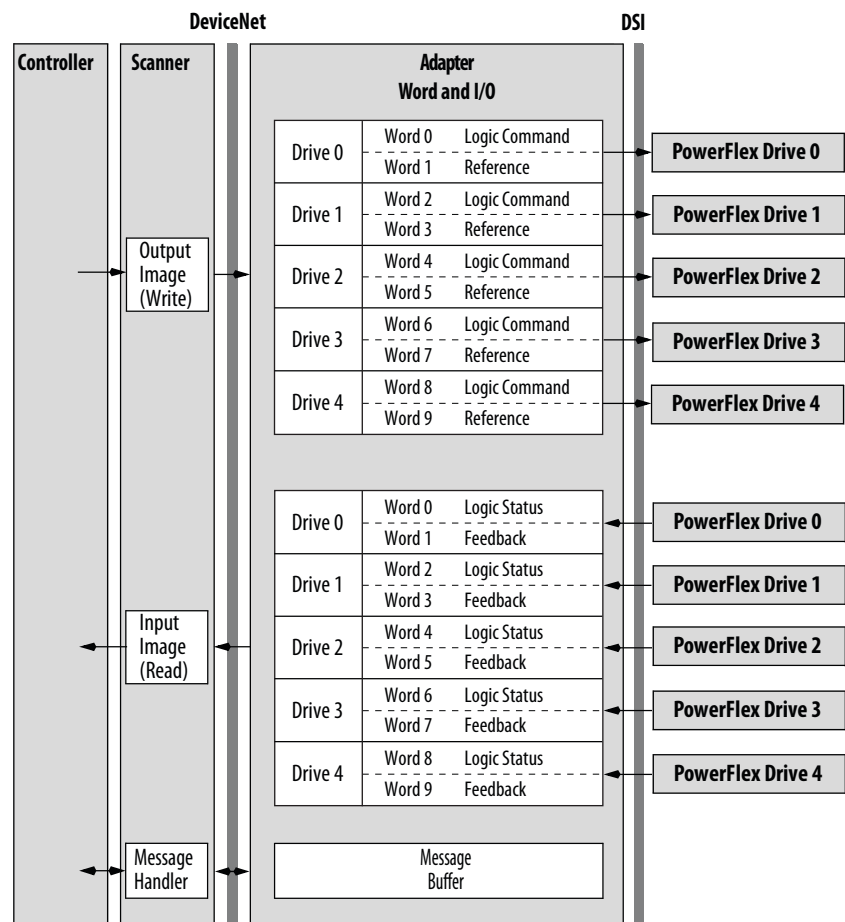 DeviceNet
DSI
Controller
Scanner
Adapter
Word and I/O
Output
Image
(Write)
Drive 0
Word 0 Logic Command
Word 1 Reference
PowerFlex Drive 0
Drive 1
Word 2 Logic Command
Word 3 Reference
PowerFlex Drive 1
Drive 2
Word 4 Logic Command
Word 5 Reference
PowerFlex Drive 2
Drive 3
Word 6 Logic Command
Word 7 Reference
PowerFlex Drive 3
Drive 4
Word 8 Logic Command
Word 9 Reference
PowerFlex Drive 4
Input
Image
(Read)
Drive 0
Word 0 Logic Status
Word 1 Feedback
PowerFlex Drive 0
Drive 1
Word 2 Logic Status
Word 3 Feedback
PowerFlex Drive 1
Drive 2
Word 4 Logic Status
Word 5 Feedback
PowerFlex Drive 2
Drive 3
Word 6 Logic Status
Word 7 Feedback
PowerFlex Drive 3
Drive 4
Word 8 Logic Status
Word 9 Feedback
PowerFlex Drive 4
Message
Handler
Message
Buffer